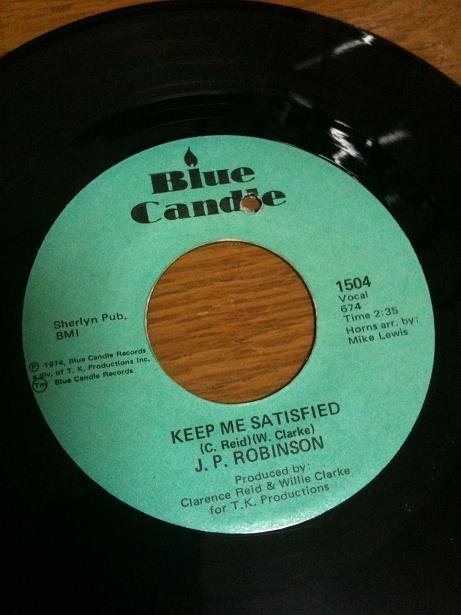 Blue
Candle
Sherlyn Pub.
BMI
1504
Vocal
674
Time 2:35
Horns arr. by:
Mike Lewis
Ⓟ 1974, Blue Candle Records
a div. of T. K. Productions Inc.
Tm Blue Candle Records
KEEP ME SATISFIED
(C. Reid)(W. Clarke)
J. P. ROBINSON
Produced by:
Clarence Reid & Willie Clarke
for T. K. Productions